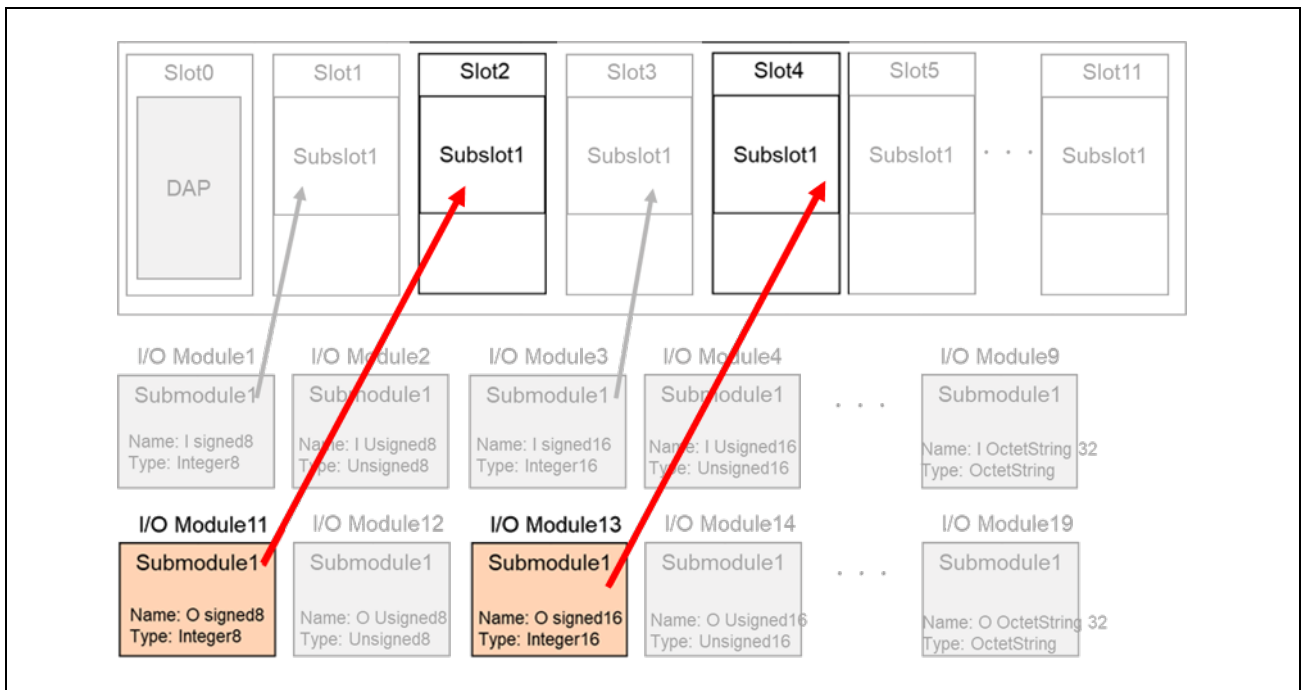 Slot0 Slot1 Slot2 Slot3 Slot4 Slot5 Slot11
DAP Subslot1 Subslot1 Subslot1 Subslot1 Subslot1 . . . Subslot1
I/O Module1 I/O Module2 I/O Module3 I/O Module4 I/O Module9
Submodule1 Submodule1 Submodule1 Submodule1 . . . Submodule1
Name: I signed8 Name: I Usigned8 Name: I signed16 Name: I Usigned16 Name: I OctetString 32
Type: Integer8 Type: Unsigned8 Type: Integer16 Type: Unsigned16 Type: OctetString
I/O Module11 I/O Module12 I/O Module13 I/O Module14 I/O Module19
Submodule1 Submodule1 Submodule1 Submodule1 . . . Submodule1
Name: O signed8 Name: O Usigned8 Name: O signed16 Name: O Usigned16 Name: O OctetString 32
Type: Integer8 Type: Unsigned8 Type: Integer16 Type: Unsigned16 Type: OctetString